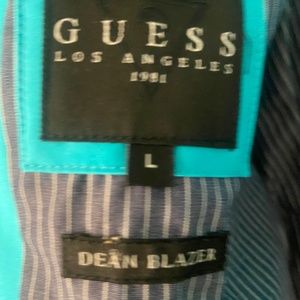 GUESS
LOS ANGELES
1981
L
DEAN BLAZER